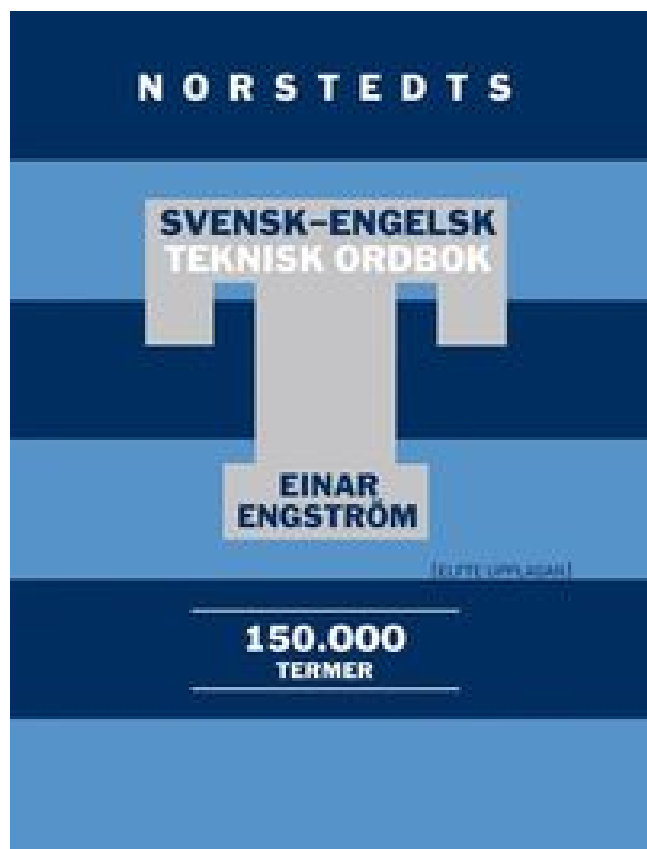 NORSTEDTS
SVENSK–ENGELSK
TEKNISK ORDBOK
EINAR
ENGSTRÖM
[ELFTE UPPLAGAN]
150.000
TERMER